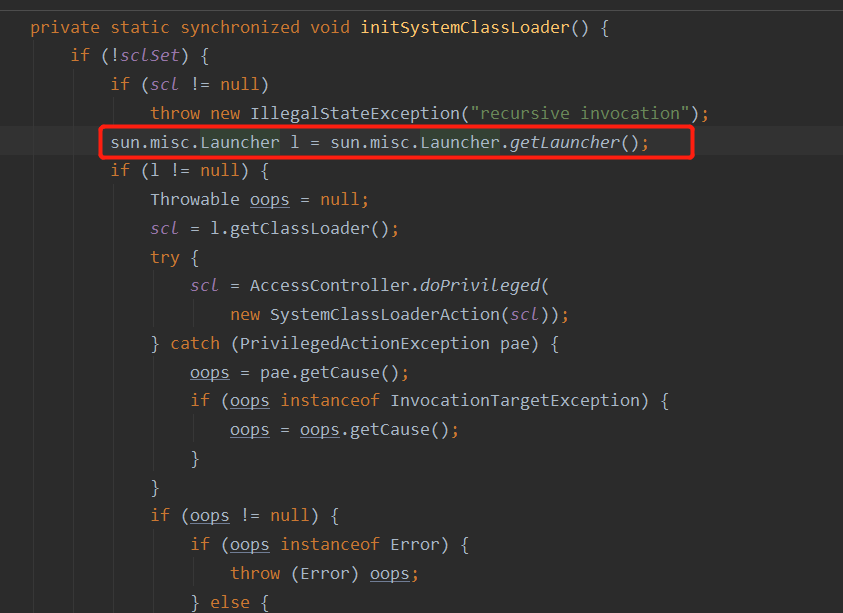 private static synchronized void initSystemClassLoader() {
if (!sclSet) {
if (scl != null)
throw new IllegalStateException("recursive invocation");
sun.misc.Launcher l = sun.misc.Launcher.getLauncher();
if (l != null) {
Throwable oops = null;
scl = l.getClassLoader();
try {
scl = AccessController.doPrivileged(
new SystemClassLoaderAction(scl));
} catch (PrivilegedActionException pae) {
oops = pae.getCause();
if (oops instanceof InvocationTargetException) {
oops = oops.getCause();
}
}
if (oops != null) {
if (oops instanceof Error) {
throw (Error) oops;
} else {